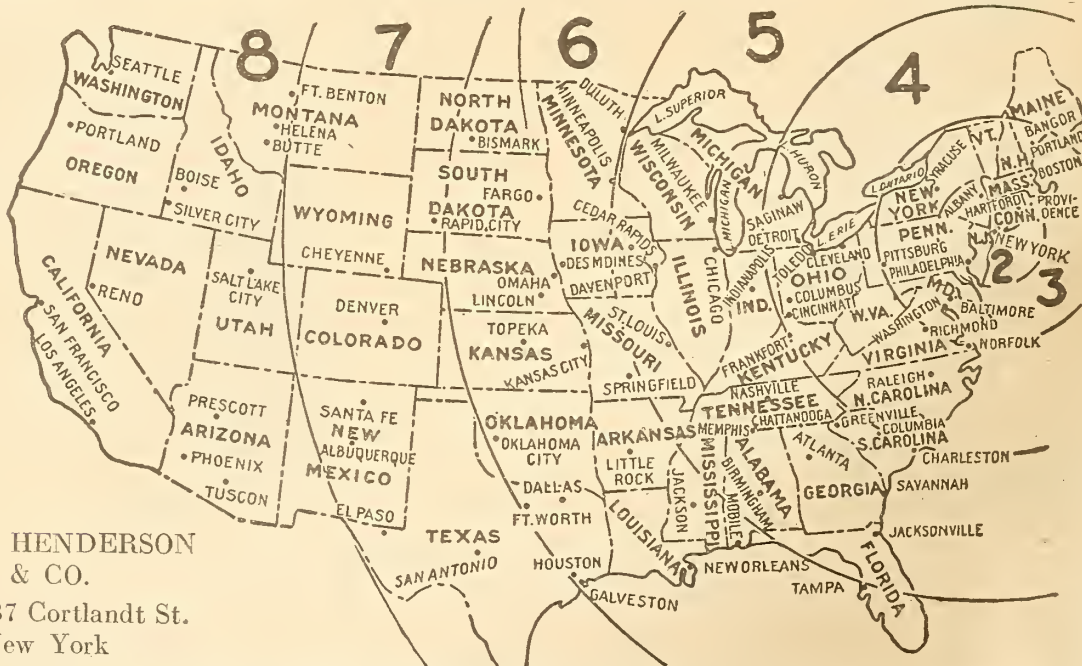 8
7
6
5
4
2
3
SEATTLE
WASHINGTON
PORTLAND
OREGON
IDAHO
BOISE
SILVER CITY
FT. BENTON
MONTANA
HELENA
BUTTE
WYOMING
CHEYENNE
NORTH
DAKOTA
BISMARK
SOUTH
DAKOTA
FARGO
RAPID.CITY
NEBRASKA
OMAHA
LINCOLN
DULUTH
MINNEAPOLIS
MINNESOTA
L. SUPERIOR
WISCONSIN
MILWAUKEE
MICHIGAN
MICHIGAN
HURON
SAGINAW
DETROIT
L. ERIE
L. ONTARIO
CEDAR RAPIDS
IOWA
DES MOINES
DAVENPORT
ILLINOIS
CHICAGO
INDIANAPOLIS
IND.
TOLEDO
CLEVELAND
OHIO
COLUMBUS
CINCINNATI
MAINE
BANGOR
PORTLAND
VT.
N.H.
BOSTON
MASS.
SYRACUSE
NEW
YORK
ALBANY
HARTFORD
CONN.
PROVI-
DENCE
PENN.
PITTSBURG
PHILADELPHIA
N.J.
NEW YORK
MD.
BALTIMORE
W.VA.
WASHINGTON
RICHMOND
VIRGINIA
NORFOLK
CALIFORNIA
SAN FRANCISCO
LOS ANGELES
NEVADA
RENO
SALT LAKE
CITY
UTAH
DENVER
COLORADO
TOPEKA
KANSAS
KANSAS CITY
ST. LOUIS
MISSOURI
SPRINGFIELD
FRANKFORT
KENTUCKY
NASHVILLE
TENNESSEE
MEMPHIS
CHATTANOOGA
RALEIGH
N. CAROLINA
GREENVILLE
COLUMBIA
S. CAROLINA
CHARLESTON
PRESCOTT
ARIZONA
PHOENIX
TUSCON
SANTA FE
NEW
ALBUQUERQUE
MEXICO
EL PASO
OKLAHOMA
OKLAHOMA
CITY
ARKANSAS
LITTLE
ROCK
DALLAS
FT. WORTH
TEXAS
SAN ANTONIO
HOUSTON
GALVESTON
LOUISIANA
NEW ORLEANS
JACKSON
MISSISSIPPI
ALABAMA
BIRMINGHAM
MOBILE
ATLANTA
GEORGIA
SAVANNAH
JACKSONVILLE
FLORIDA
TAMPA
HENDERSON
& CO.
37 Cortlandt St.
New York